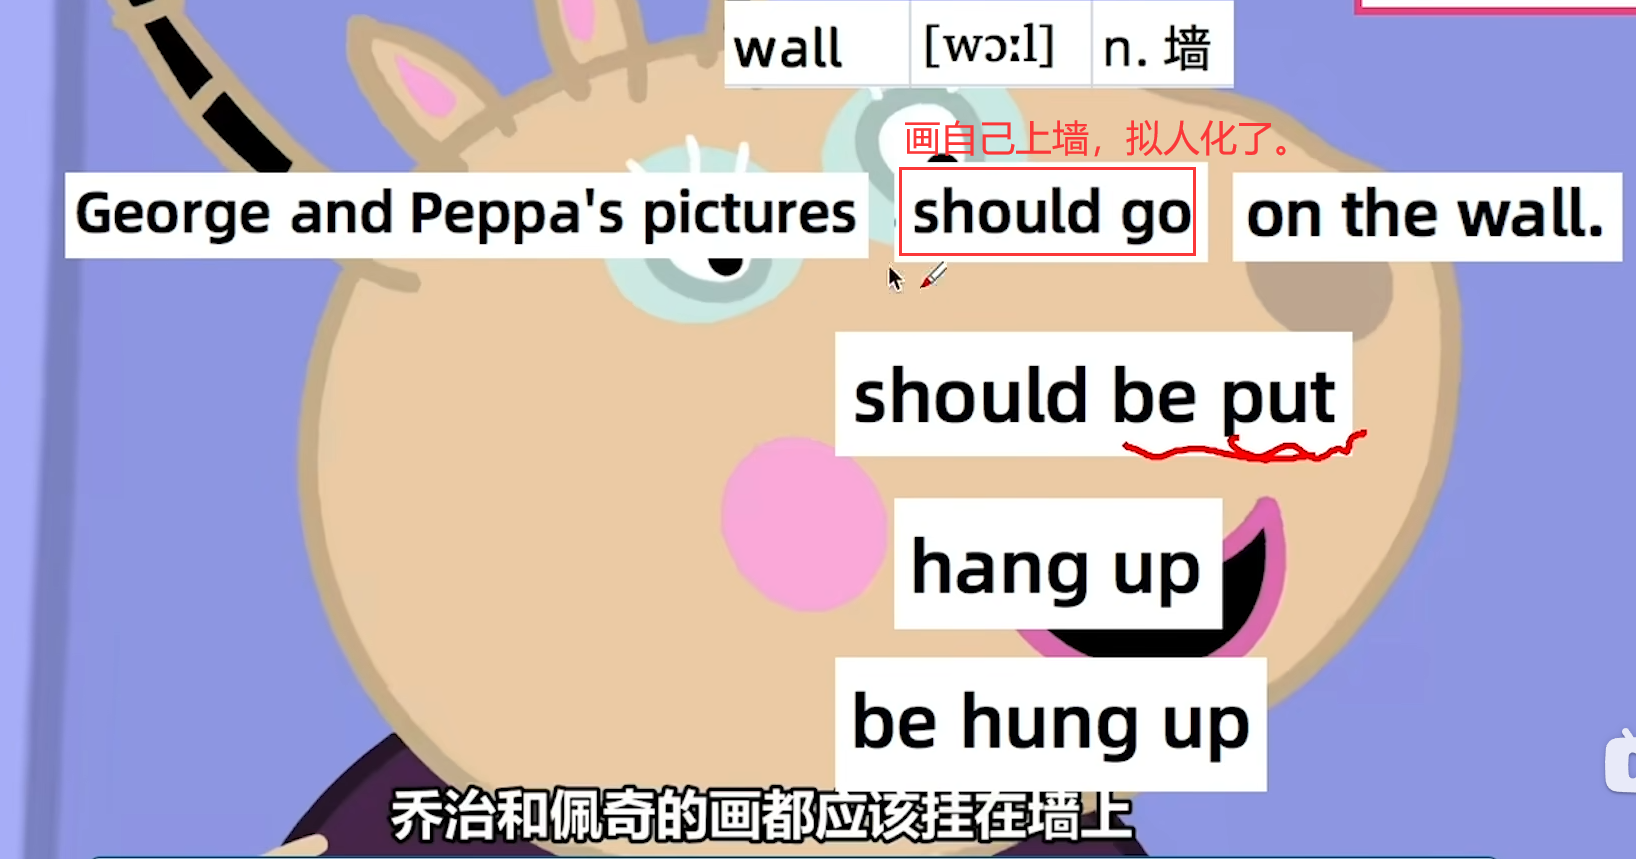 wall [wɔːl] n. 墙
画自己上墙，拟人化了。
George and Peppa's pictures should go on the wall.
should be put
hang up
be hung up
乔治和佩奇的画都应该挂在墙上